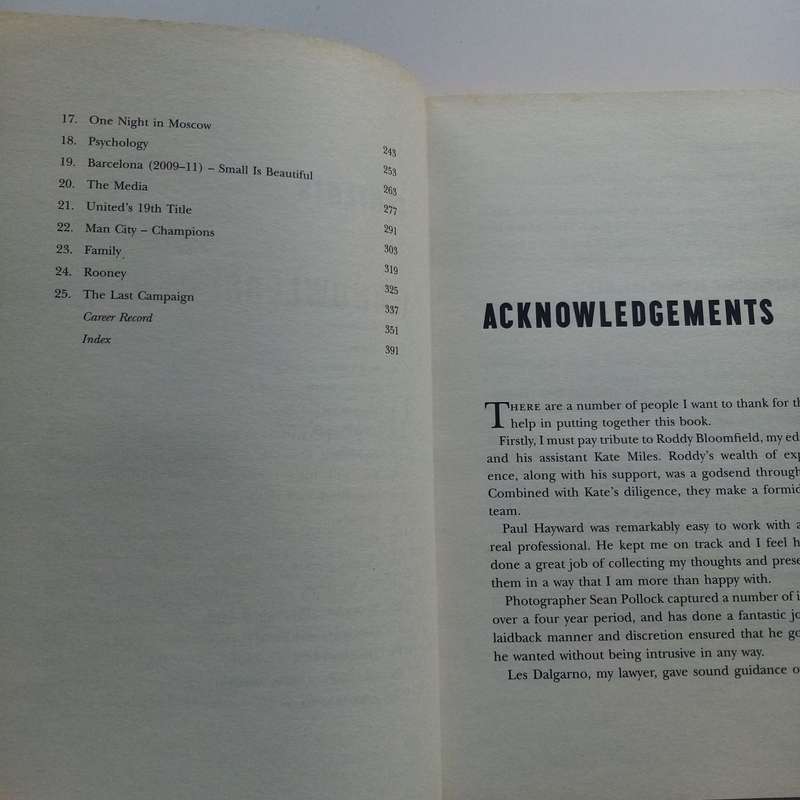 17. One Night in Moscow 243
18. Psychology 253
19. Barcelona (2009–11) – Small Is Beautiful 263
20. The Media 277
21. United's 19th Title 291
22. Man City – Champions 303
23. Family 319
24. Rooney 325
25. The Last Campaign 337
Career Record 351
Index 391
ACKNOWLEDGEMENTS
THERE are a number of people I want to thank for th
help in putting together this book.
Firstly, I must pay tribute to Roddy Bloomfield, my ed
and his assistant Kate Miles. Roddy's wealth of exp
ence, along with his support, was a godsend through
Combined with Kate's diligence, they make a formid
team.
Paul Hayward was remarkably easy to work with a
real professional. He kept me on track and I feel h
done a great job of collecting my thoughts and prese
them in a way that I am more than happy with.
Photographer Sean Pollock captured a number of i
over a four year period, and has done a fantastic jo
laidback manner and discretion ensured that he go
he wanted without being intrusive in any way.
Les Dalgarno, my lawyer, gave sound guidance o